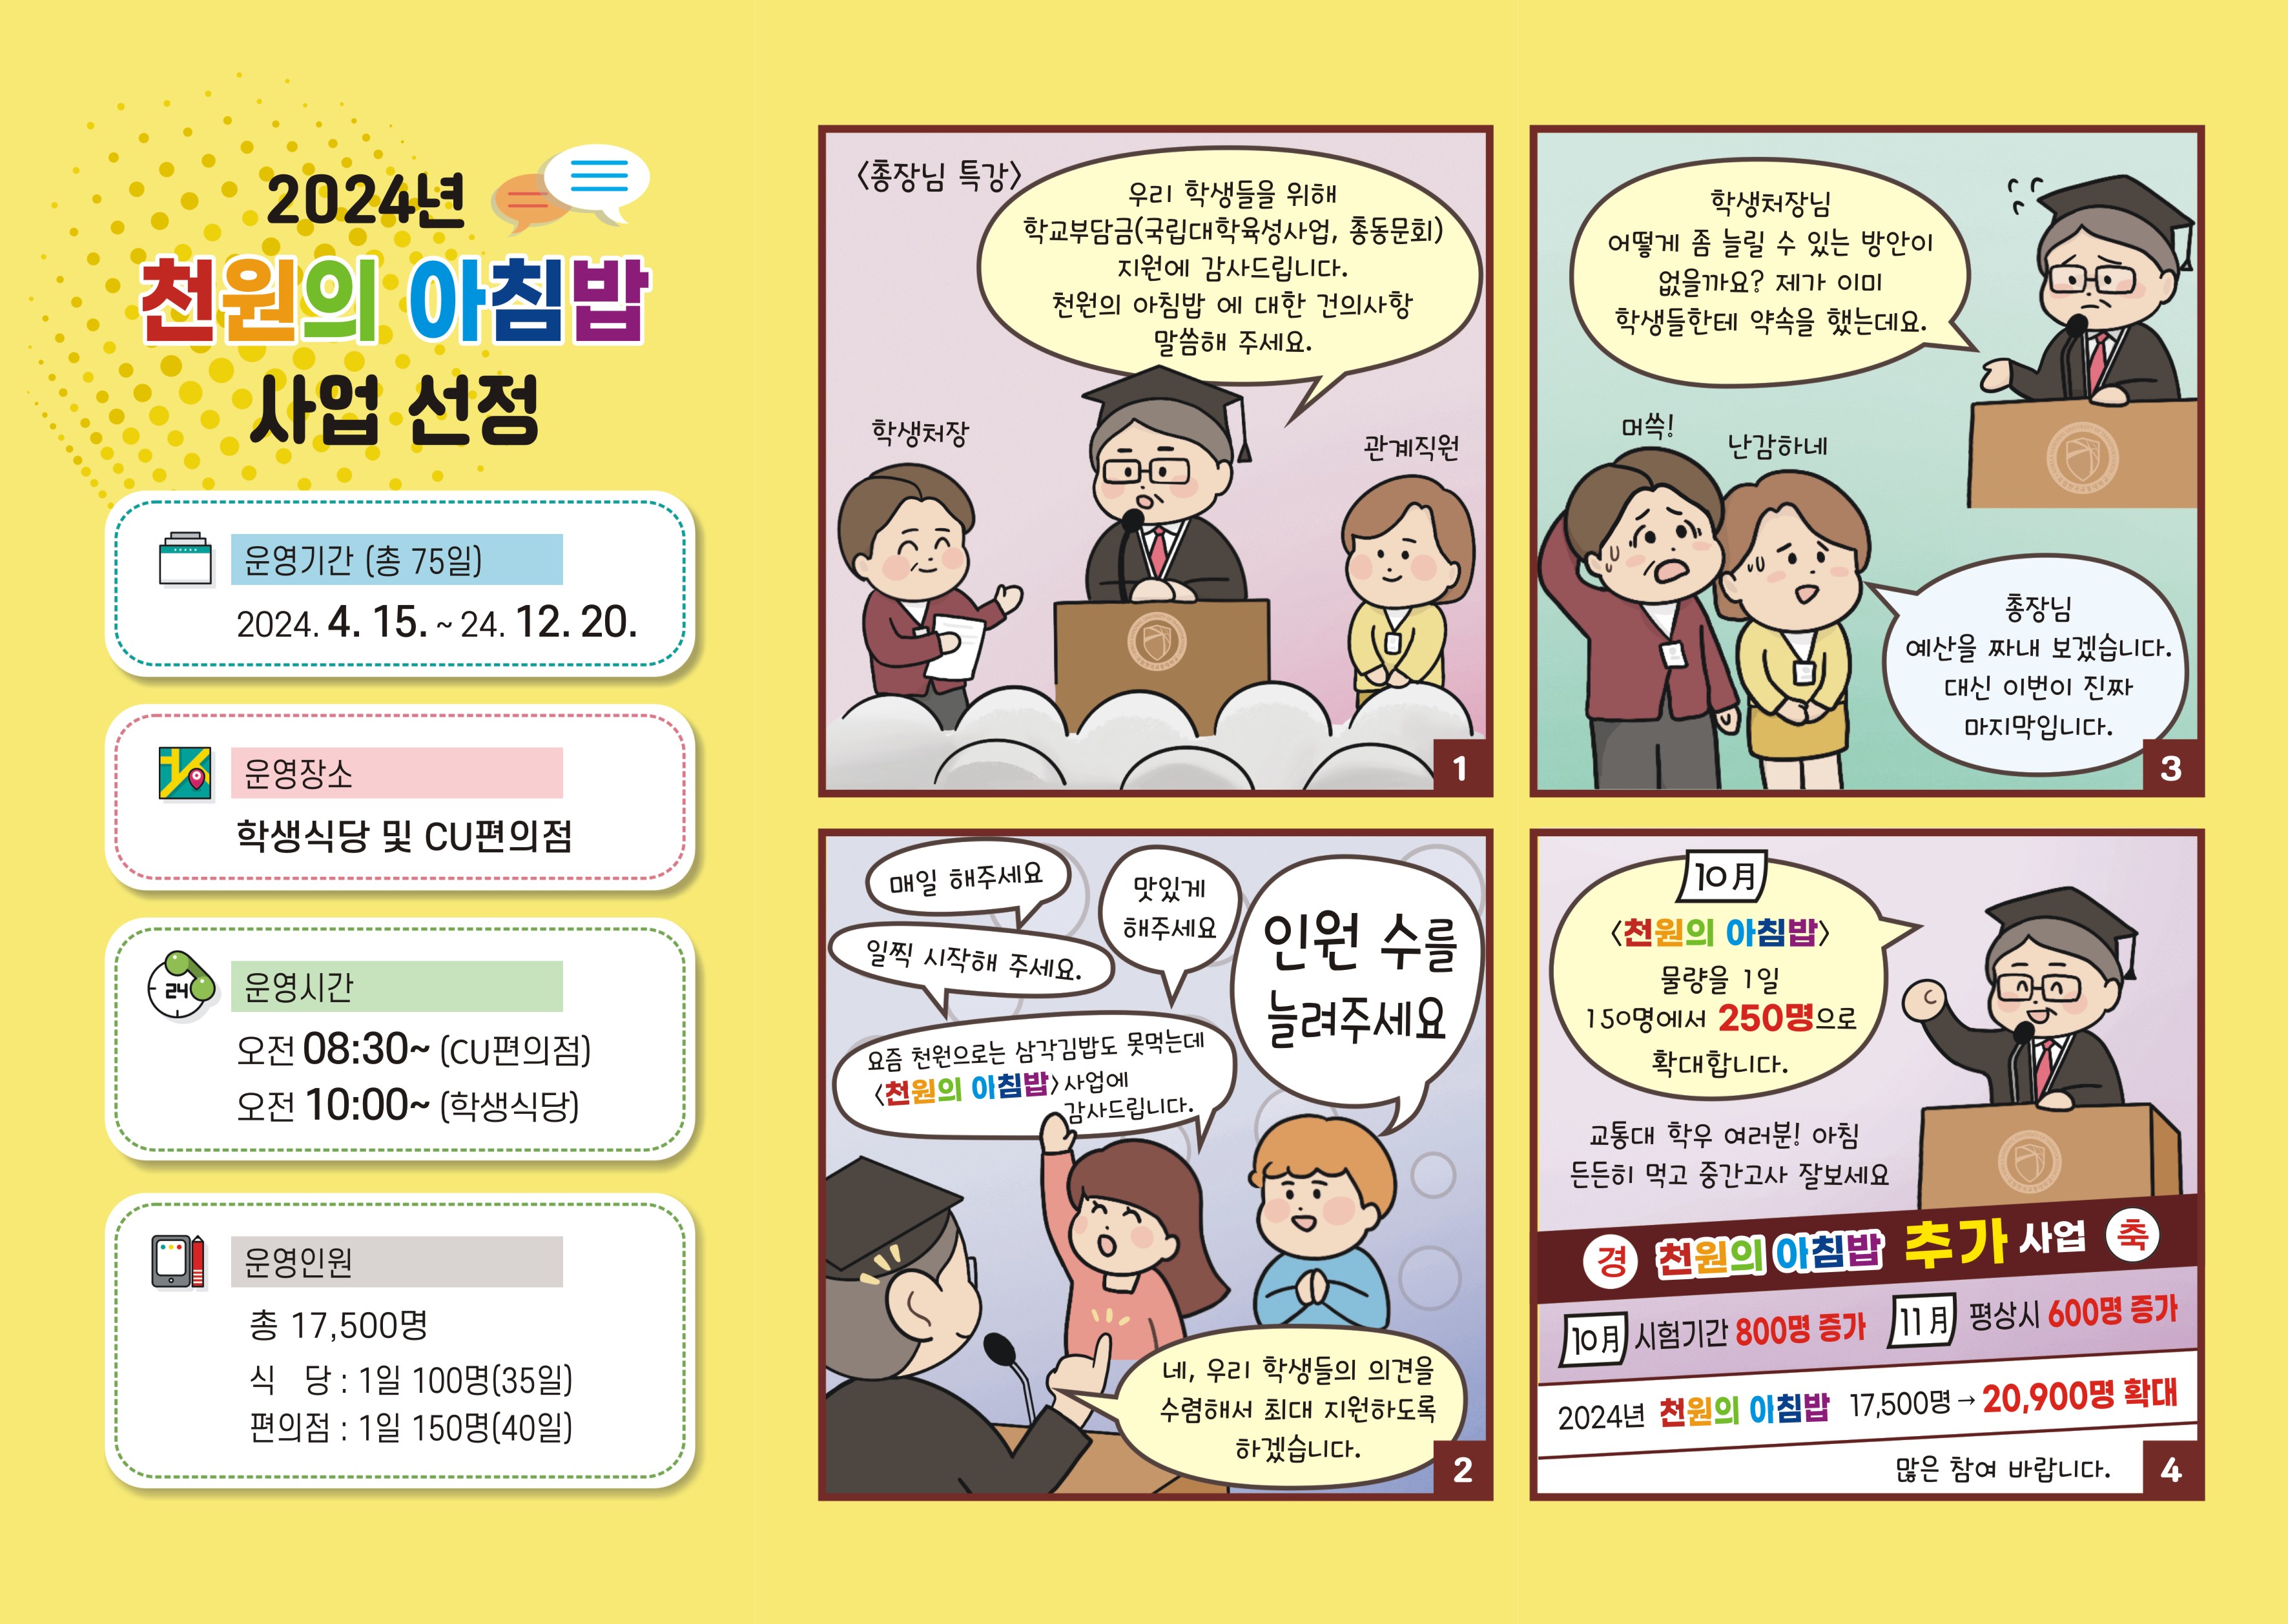 2024년
천원의 아침밥
사업 선정
운영기간 (총 75일)
2024. 4. 15. ~ 24. 12. 20.
운영장소
학생식당 및 CU편의점
24
운영시간
오전 08:30~ (CU편의점)
오전 10:00~ (학생식당)
운영인원
총 17,500명
식 당 : 1일 100명(35일)
편의점 : 1일 150명(40일)
〈총장님 특강〉
우리 학생들을 위해
학교부담금(국립대학육성사업, 총동문회)
지원에 감사드립니다.
천원의 아침밥 에 대한 건의사항
말씀해 주세요.
학생처장
관계직원
1
매일 해주세요
맛있게
해주세요
일찍 시작해 주세요.
인원 수를
늘려주세요
요즘 천원으로는 삼각김밥도 못먹는데
〈천원의 아침밥〉사업에
감사드립니다.
네, 우리 학생들의 의견을
수렴해서 최대 지원하도록
하겠습니다.
2
학생처장님
어떻게 좀 늘릴 수 있는 방안이
없을까요? 제가 이미
학생들한테 약속을 했는데요.
머쓱!
난감하네
총장님
예산을 짜내 보겠습니다.
대신 이번이 진짜
마지막입니다.
3
10月
〈천원의 아침밥〉
물량을 1일
150명에서 250명으로
확대합니다.
교통대 학우 여러분! 아침
든든히 먹고 중간고사 잘보세요
경 천원의 아침밥 추가 사업 축
10月 시험기간 800명 증가 11月 평상시 600명 증가
2024년 천원의 아침밥 17,500명→20,900명 확대
많은 참여 바랍니다.
4